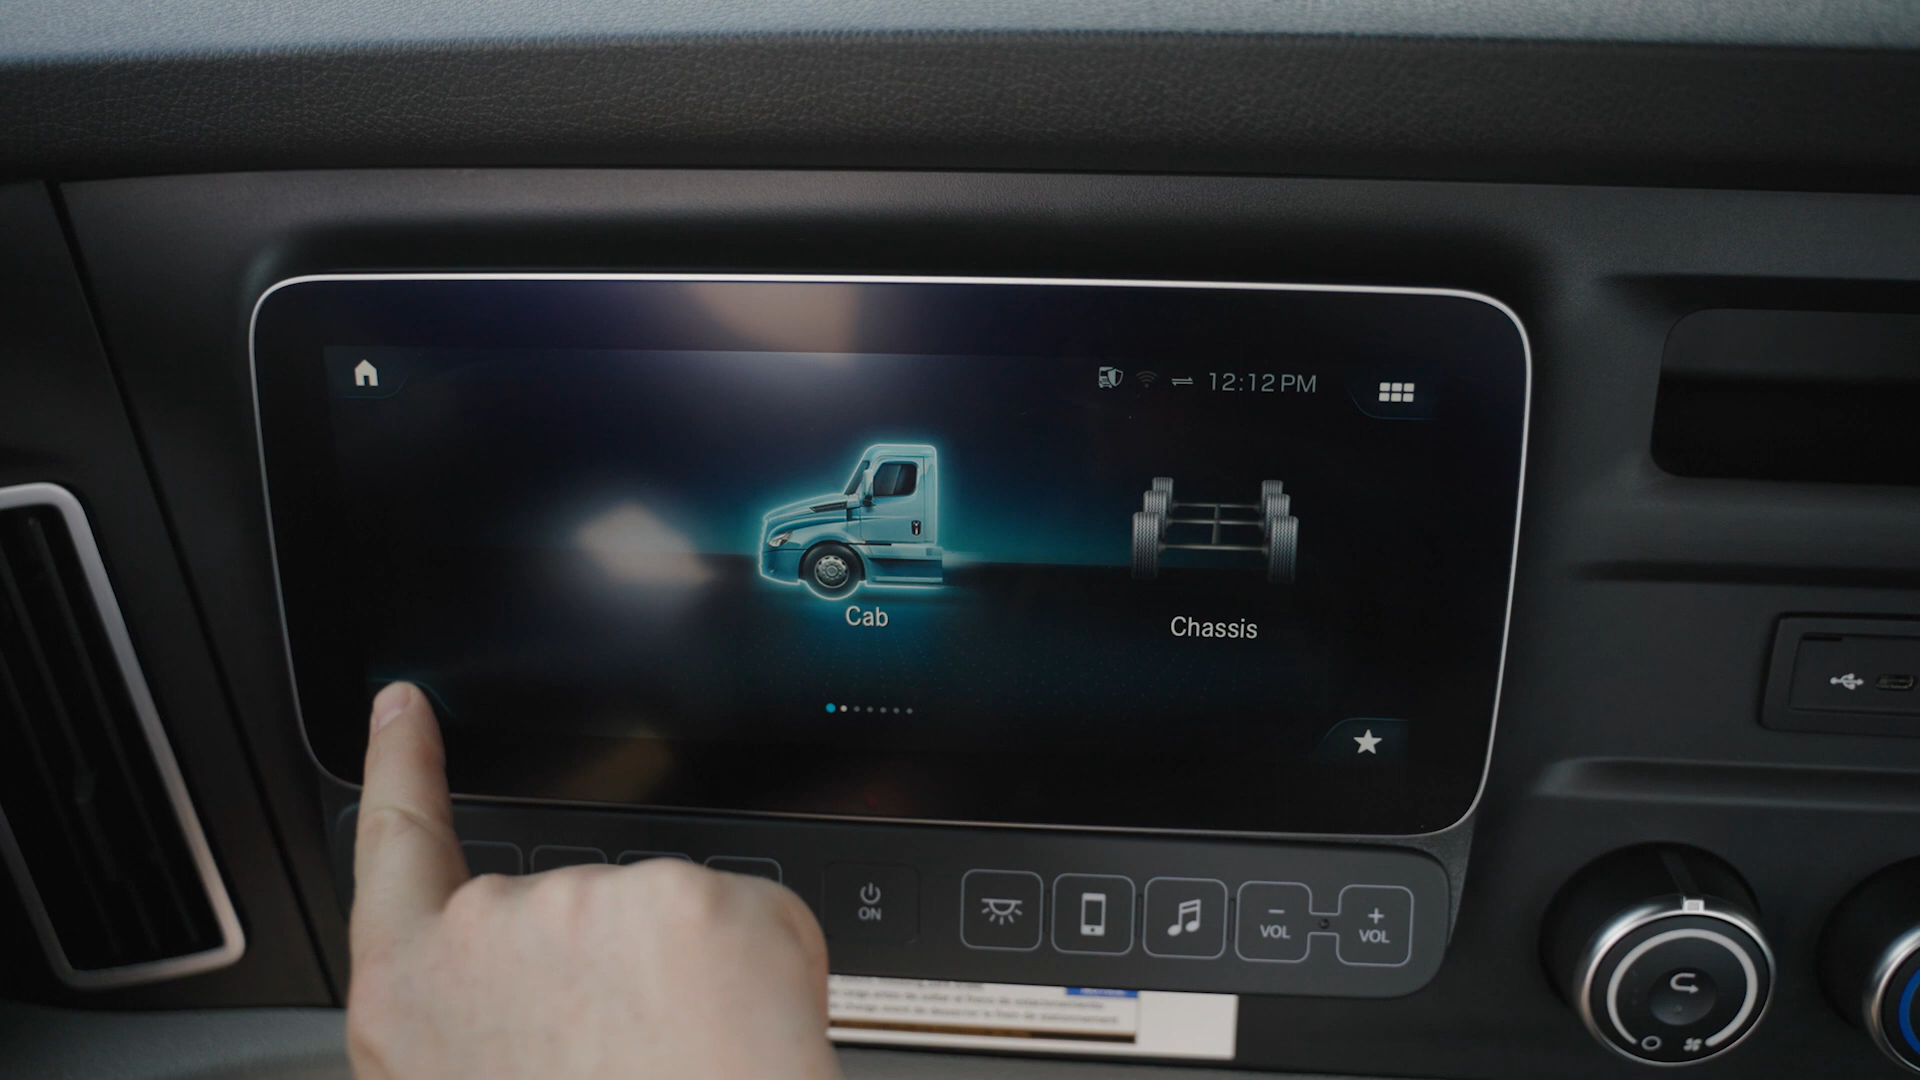 12:12 PM
Cab
Chassis
ON
VOL
VOL